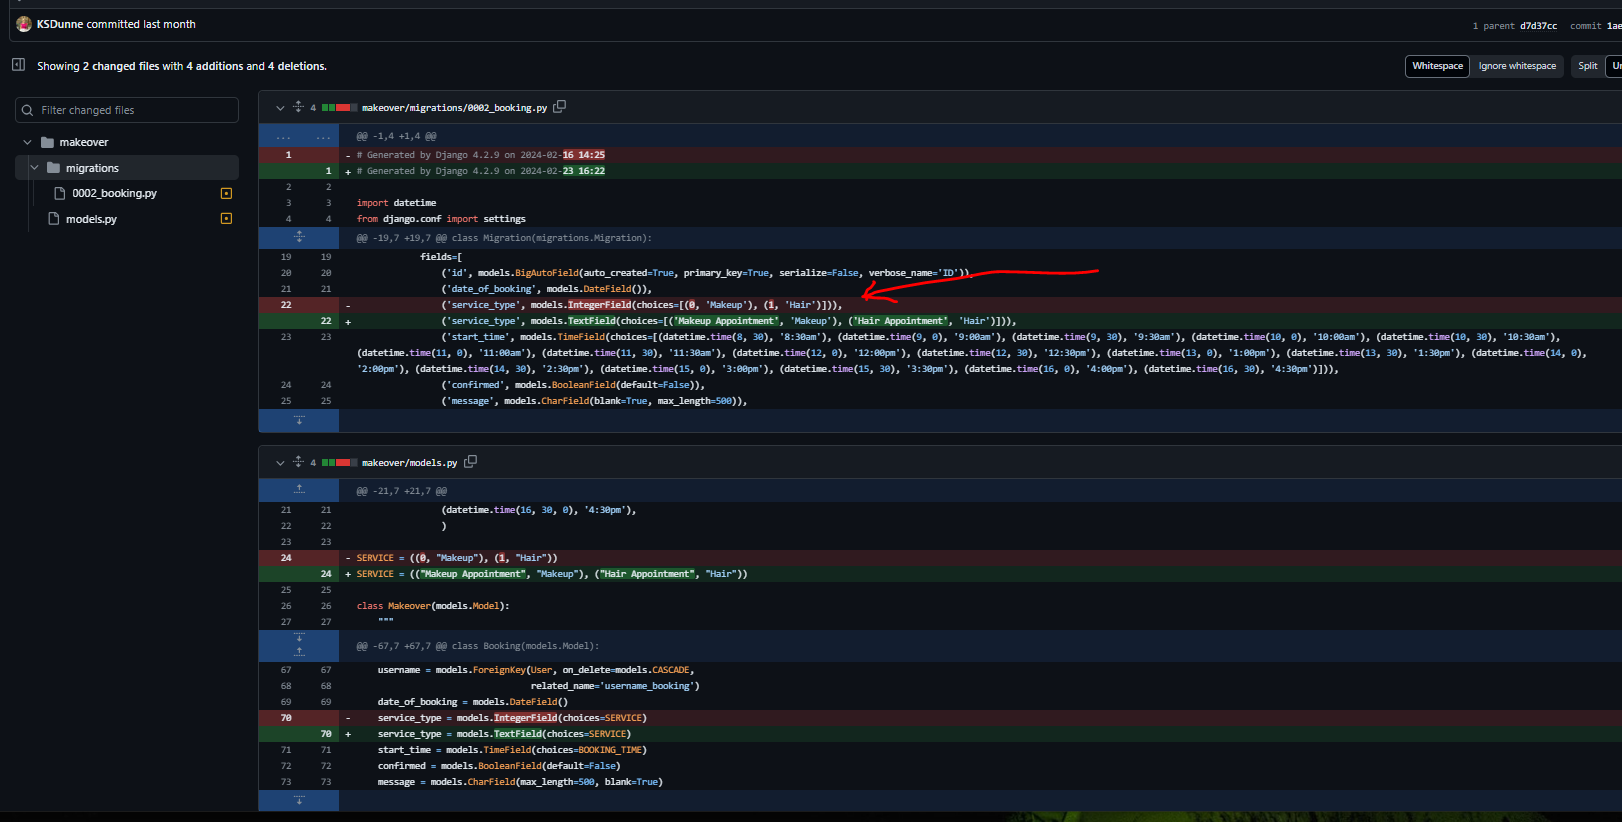 KSDunne committed last month
1 parent d7d37cc commit 1ae
Showing 2 changed files with 4 additions and 4 deletions.
Whitespace Ignore whitespace Split Un
Filter changed files
makeover
migrations
0002_booking.py
models.py
4 makeover/migrations/0002_booking.py
... ... @@ -1,4 +1,4 @@
1 - # Generated by Django 4.2.9 on 2024-02-16 14:25
1 + # Generated by Django 4.2.9 on 2024-02-23 16:22
2 2
3 3 import datetime
4 4 from django.conf import settings
@@ -19,7 +19,7 @@ class Migration(migrations.Migration):
19 19 fields=[
20 20 ('id', models.BigAutoField(auto_created=True, primary_key=True, serialize=False, verbose_name='ID')),
21 21 ('date_of_booking', models.DateField()),
22 - ('service_type', models.IntegerField(choices=[(0, 'Makeup'), (1, 'Hair')])),
22 + ('service_type', models.TextField(choices=[('Makeup Appointment', 'Makeup'), ('Hair Appointment', 'Hair')])),
23 23 ('start_time', models.TimeField(choices=[(datetime.time(8, 30), '8:30am'), (datetime.time(9, 0), '9:00am'), (datetime.time(9, 30), '9:30am'), (datetime.time(10, 0), '10:00am'), (datetime.time(10, 30), '10:30am'),
(datetime.time(11, 0), '11:00am'), (datetime.time(11, 30), '11:30am'), (datetime.time(12, 0), '12:00pm'), (datetime.time(12, 30), '12:30pm'), (datetime.time(13, 0), '1:00pm'), (datetime.time(13, 30), '1:30pm'), (datetime.time(14, 0),
'2:00pm'), (datetime.time(14, 30), '2:30pm'), (datetime.time(15, 0), '3:00pm'), (datetime.time(15, 30), '3:30pm'), (datetime.time(16, 0), '4:00pm'), (datetime.time(16, 30), '4:30pm')])),
24 24 ('confirmed', models.BooleanField(default=False)),
25 25 ('message', models.CharField(blank=True, max_length=500)),
4 makeover/models.py
@@ -21,7 +21,7 @@
21 21 (datetime.time(16, 30, 0), '4:30pm'),
22 22 )
23 23
24 - SERVICE = ((0, "Makeup"), (1, "Hair"))
24 + SERVICE = (("Makeup Appointment", "Makeup"), ("Hair Appointment", "Hair"))
25 25
26 26 class Makeover(models.Model):
27 27 """
@@ -67,7 +67,7 @@ class Booking(models.Model):
67 67 username = models.ForeignKey(User, on_delete=models.CASCADE,
68 68 related_name='username_booking')
69 69 date_of_booking = models.DateField()
70 - service_type = models.IntegerField(choices=SERVICE)
70 + service_type = models.TextField(choices=SERVICE)
71 71 start_time = models.TimeField(choices=BOOKING_TIME)
72 72 confirmed = models.BooleanField(default=False)
73 73 message = models.CharField(max_length=500, blank=True)